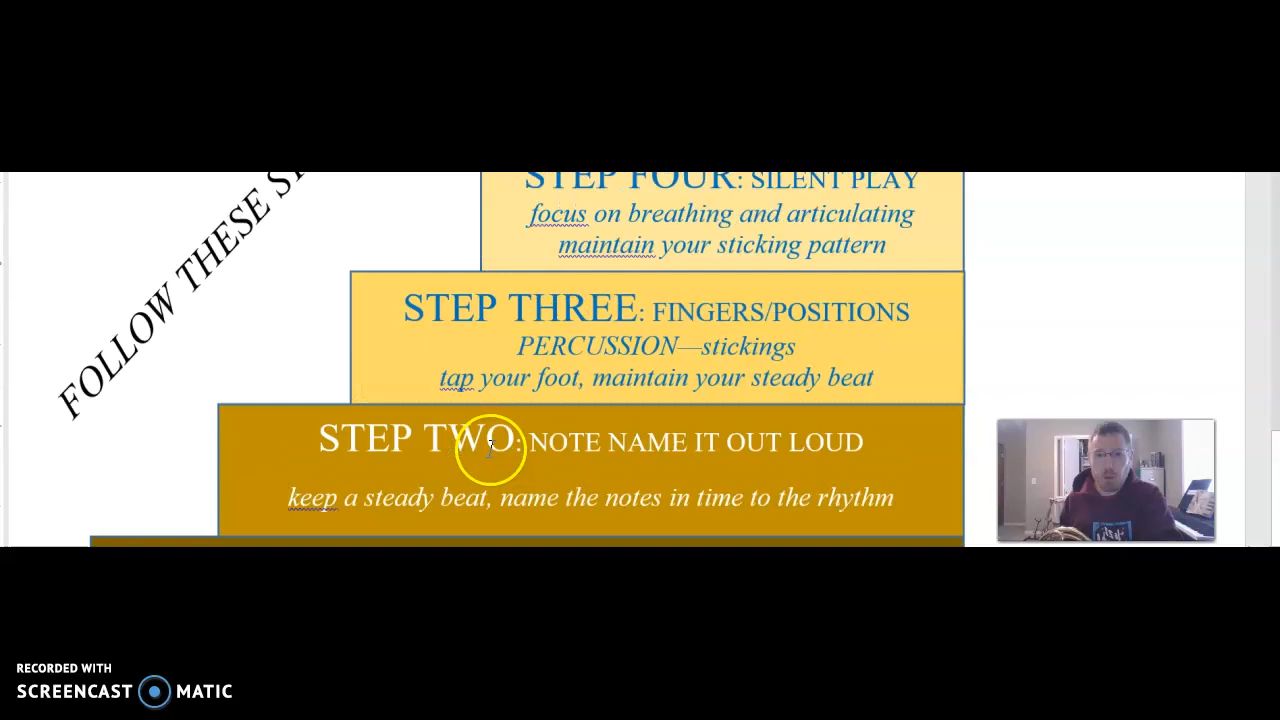 FOLLOW THESE
STEP FOUR: SILENT PLAY
focus on breathing and articulating
maintain your sticking pattern
STEP THREE: FINGERS/POSITIONS
PERCUSSION—stickings
tap your foot, maintain your steady beat
STEP TWO: NOTE NAME IT OUT LOUD
keep a steady beat, name the notes in time to the rhythm
RECORDED WITH
SCREENCAST MATIC